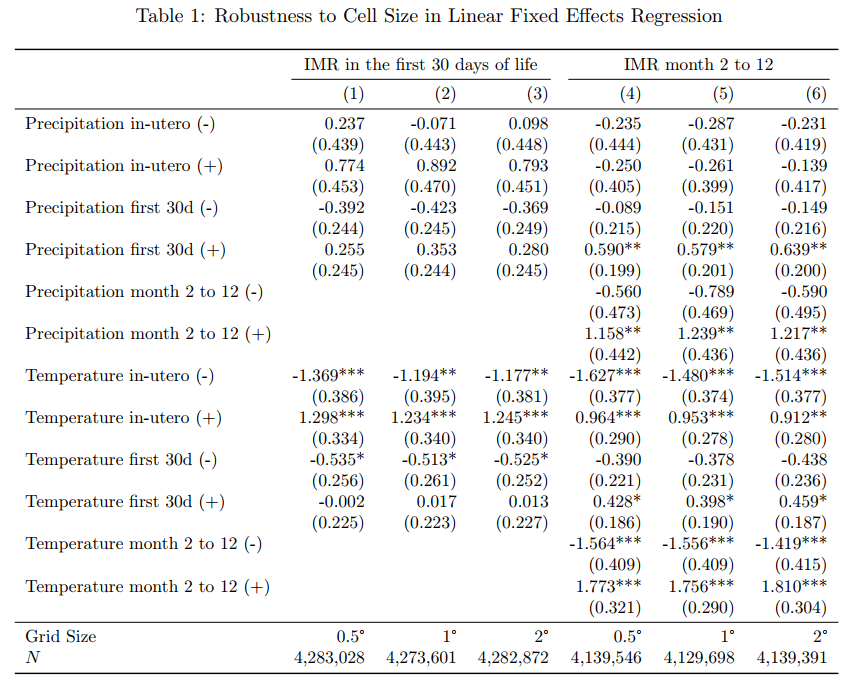 Table 1: Robustness to Cell Size in Linear Fixed Effects Regression
IMR in the first 30 days of life IMR month 2 to 12
(1) (2) (3) (4) (5) (6)
Precipitation in-utero (-) 0.237 -0.071 0.098 -0.235 -0.287 -0.231
(0.439) (0.443) (0.448) (0.444) (0.431) (0.419)
Precipitation in-utero (+) 0.774 0.892 0.793 -0.250 -0.261 -0.139
(0.453) (0.470) (0.451) (0.405) (0.399) (0.417)
Precipitation first 30d (-) -0.392 -0.423 -0.369 -0.089 -0.151 -0.149
(0.244) (0.245) (0.249) (0.215) (0.220) (0.216)
Precipitation first 30d (+) 0.255 0.353 0.280 0.590** 0.579** 0.639**
(0.245) (0.244) (0.245) (0.199) (0.201) (0.200)
Precipitation month 2 to 12 (-) -0.560 -0.789 -0.590
(0.473) (0.469) (0.495)
Precipitation month 2 to 12 (+) 1.158** 1.239** 1.217**
(0.442) (0.436) (0.436)
Temperature in-utero (-) -1.369*** -1.194** -1.177** -1.627*** -1.480*** -1.514***
(0.386) (0.395) (0.381) (0.377) (0.374) (0.377)
Temperature in-utero (+) 1.298*** 1.234*** 1.245*** 0.964*** 0.953*** 0.912**
(0.334) (0.340) (0.340) (0.290) (0.278) (0.280)
Temperature first 30d (-) -0.535* -0.513* -0.525* -0.390 -0.378 -0.438
(0.256) (0.261) (0.252) (0.221) (0.231) (0.236)
Temperature first 30d (+) -0.002 0.017 0.013 0.428* 0.398* 0.459*
(0.225) (0.223) (0.227) (0.186) (0.190) (0.187)
Temperature month 2 to 12 (-) -1.564*** -1.556*** -1.419***
(0.409) (0.409) (0.415)
Temperature month 2 to 12 (+) 1.773*** 1.756*** 1.810***
(0.321) (0.290) (0.304)
Grid Size 0.5° 1° 2° 0.5° 1° 2°
N 4,283,028 4,273,601 4,282,872 4,139,546 4,129,698 4,139,391